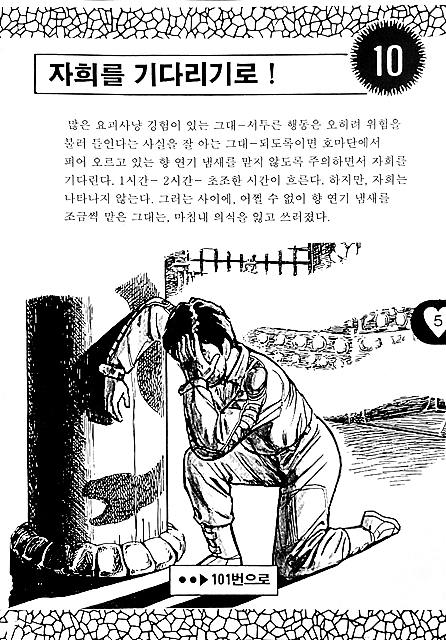 자희를 기다리기로 !
10
많은 요괴사냥 경험이 있는 그대-서두른 행동은 오히려 위험을
불러 들인다는 사실을 잘 아는 그대-되도록이면 호마단에서
피어 오르고 있는 향 연기 냄새를 맡지 않도록 주의하면서 자희를
기다린다. 1시간- 2시간- 초조한 시간이 흐른다. 하지만, 자희는
나타나지 않는다. 그러는 사이에, 어쩔 수 없이 향 연기 냄새를
조금씩 맡은 그대는, 마침내 의식을 잃고 쓰러졌다.
5
●●▶101번으로